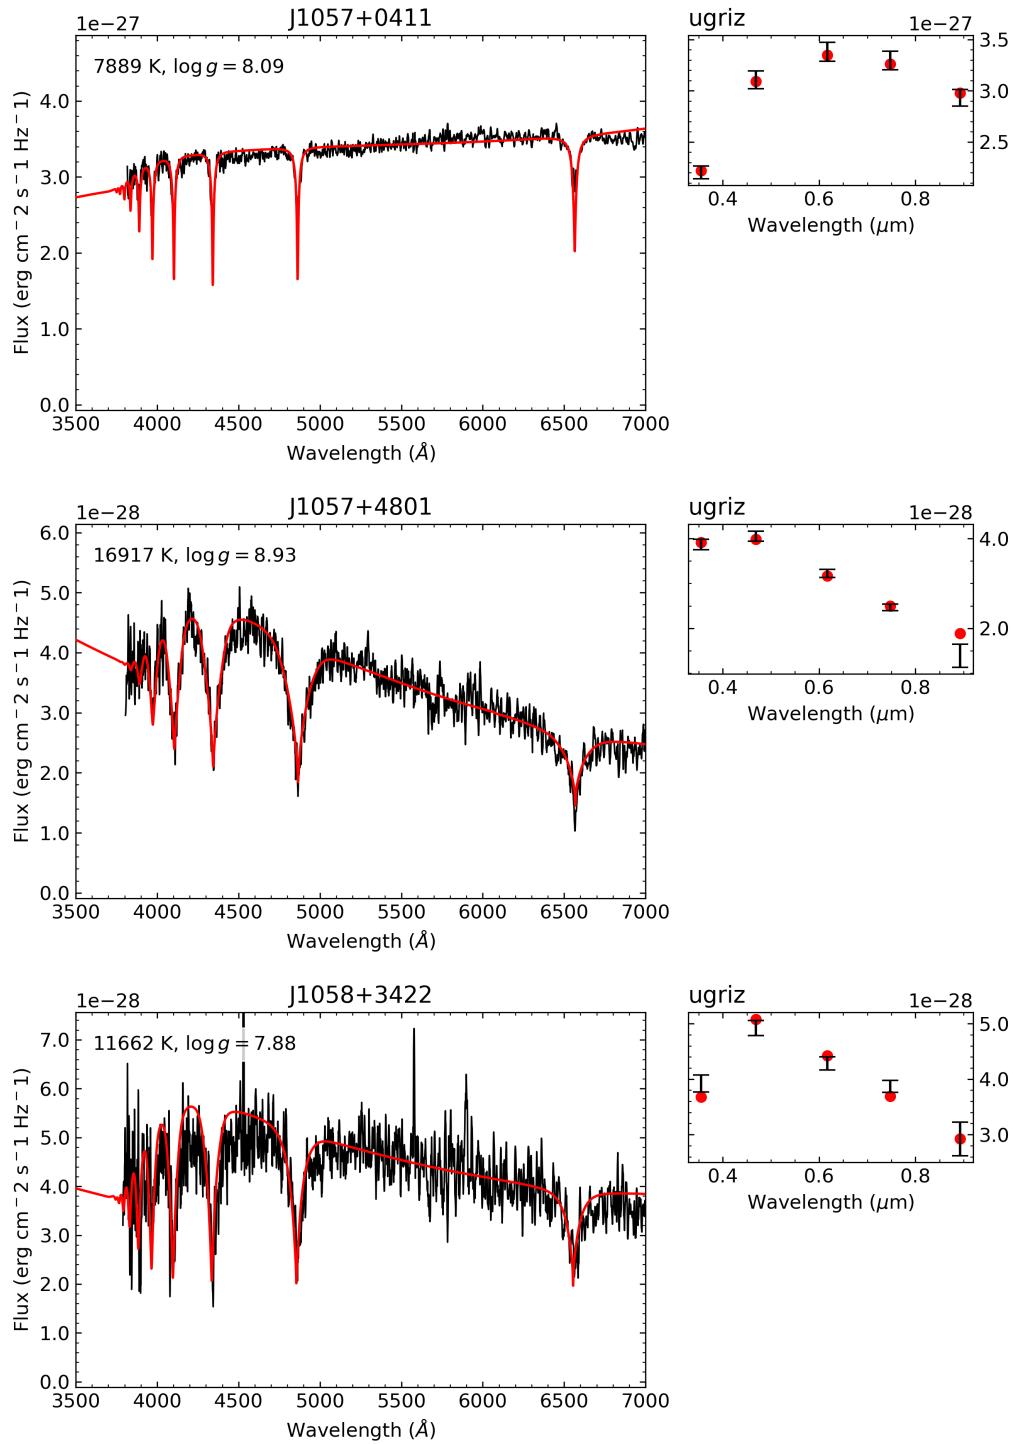 J1057+0411
1e−27
7889 K, log g = 8.09
4.0
3.0
2.0
1.0
0.0
3500 4000 4500 5000 5500 6000 6500 7000
Wavelength (Å)
Flux (erg cm−2 s−1 Hz−1)
ugriz
1e−27
3.5
3.0
2.5
0.4 0.6 0.8
Wavelength (μm)
J1057+4801
1e−28
16917 K, log g = 8.93
6.0
5.0
4.0
3.0
2.0
1.0
0.0
3500 4000 4500 5000 5500 6000 6500 7000
Wavelength (Å)
Flux (erg cm−2 s−1 Hz−1)
ugriz
1e−28
4.0
2.0
0.4 0.6 0.8
Wavelength (μm)
J1058+3422
1e−28
11662 K, log g = 7.88
7.0
6.0
5.0
4.0
3.0
2.0
1.0
0.0
3500 4000 4500 5000 5500 6000 6500 7000
Wavelength (Å)
Flux (erg cm−2 s−1 Hz−1)
ugriz
1e−28
5.0
4.0
3.0
0.4 0.6 0.8
Wavelength (μm)